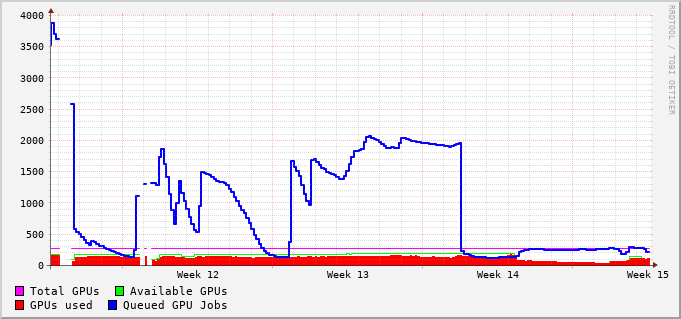 4000
3500
3000
2500
2000
1500
1000
500
0
Week 12 Week 13 Week 14 Week 15
Total GPUs Available GPUs
GPUs used Queued GPU Jobs
RRDTOOL / TOBI OETIKER